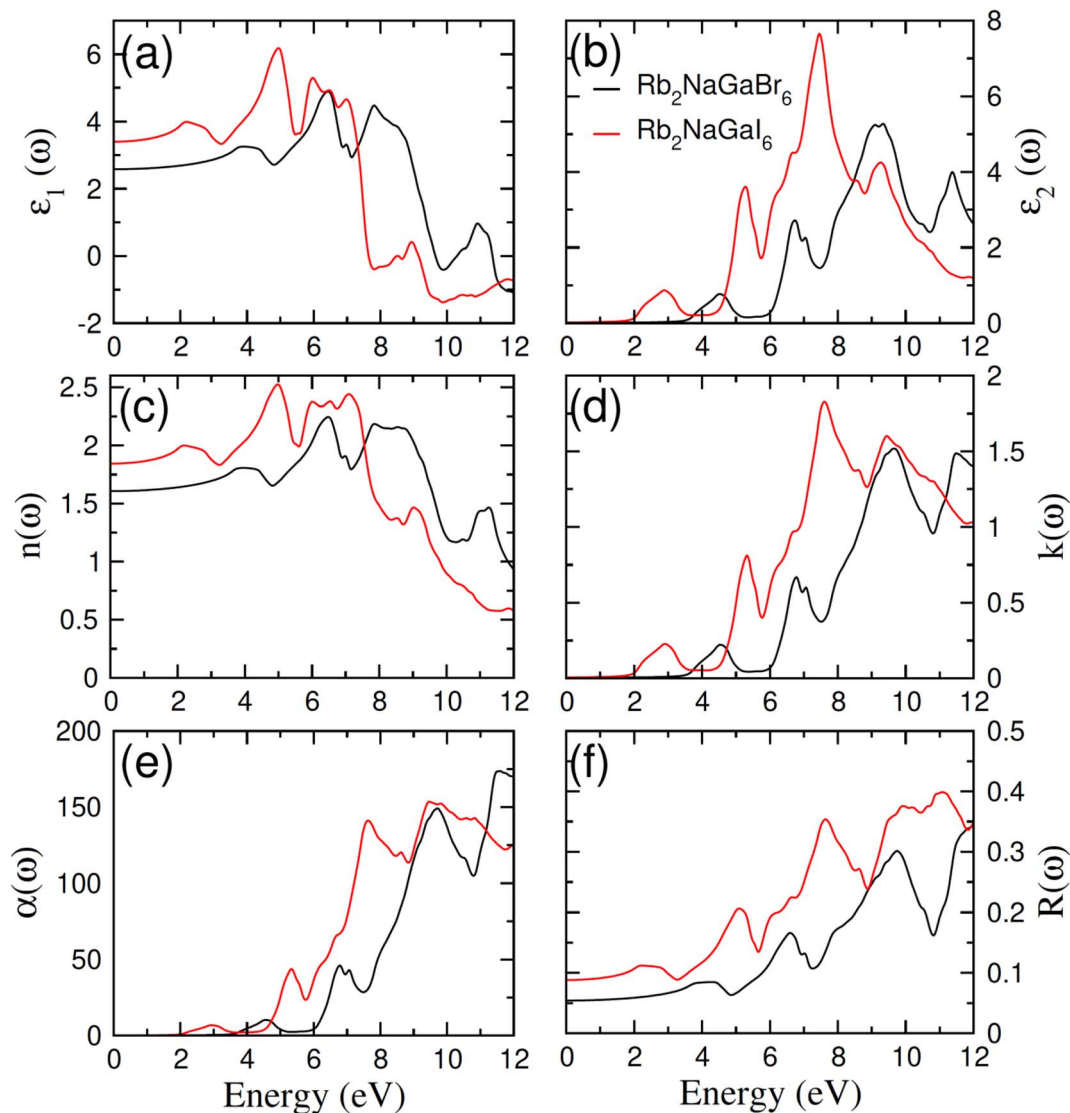 (a)
ε₁ (ω)
6
4
2
0
-2
0 2 4 6 8 10 12
(b)
Rb₂NaGaBr₆
Rb₂NaGaI₆
8
6
4
2
0
ε₂ (ω)
0 2 4 6 8 10 12
(c)
n(ω)
2.5
2
1.5
1
0.5
0
0 2 4 6 8 10 12
(d)
2
1.5
1
0.5
0
k(ω)
0 2 4 6 8 10 12
(e)
α(ω)
200
150
100
50
0
0 2 4 6 8 10 12
Energy (eV)
(f)
0.5
0.4
0.3
0.2
0.1
0
R(ω)
0 2 4 6 8 10 12
Energy (eV)